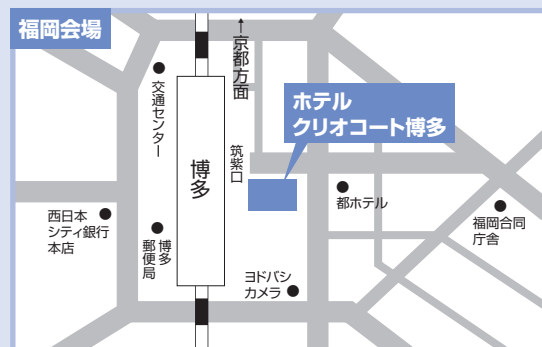 福岡会場
↑京都方面
ホテル
クリオコート博多
交通センター
筑紫口
博多
都ホテル
西日本
シティ銀行
本店
博多
郵便局
福岡合同
庁舎
ヨドバシ
カメラ